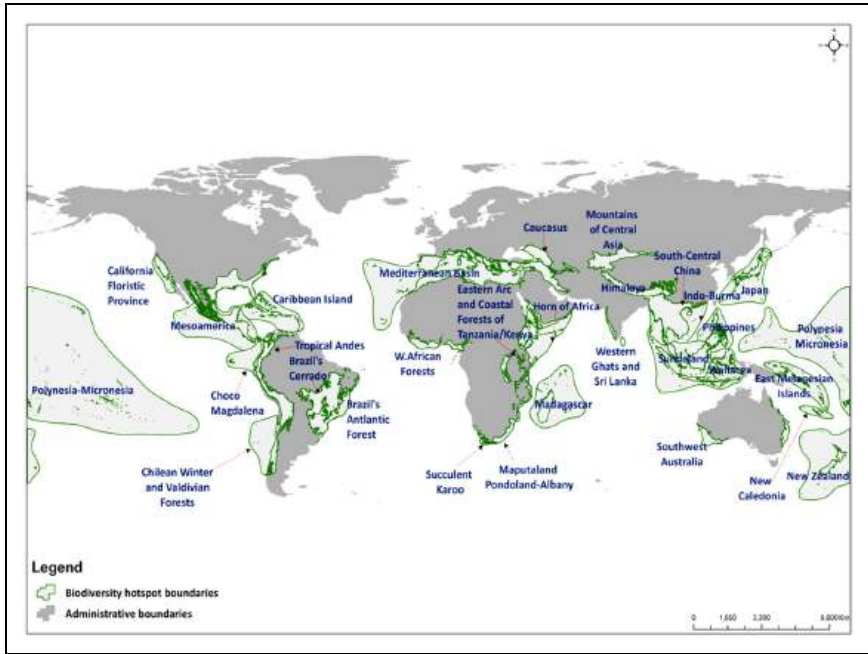 Caucasus
Mountains
of Central
Asia
South-Central
China
California
Floristic
Province
Mediterranean Basin
Eastern Arc
and Coastal
Forests of
Tanzania/Kenya
Horn of Africa
Himalaya
Indo-Burma
Japan
Caribbean Island
Mesoamerica
Philippines
Tropical Andes
Brazil's
Cerrado
W.African
Forests
Western
Ghats and
Sri Lanka
Sundaland
Wallacea
Polynesia
Micronesia
East Melanesian
Islands
Polynesia-Micronesia
Choco
Magdalena
Brazil's
Antlantic
Forest
Madagascar
Chilean Winter
and Valdivian
Forests
Succulent
Karoo
Maputaland
Pondoland-Albany
Southwest
Australia
New
Caledonia
New Zealand
Legend
Biodiversity hotspot boundaries
Administrative boundaries